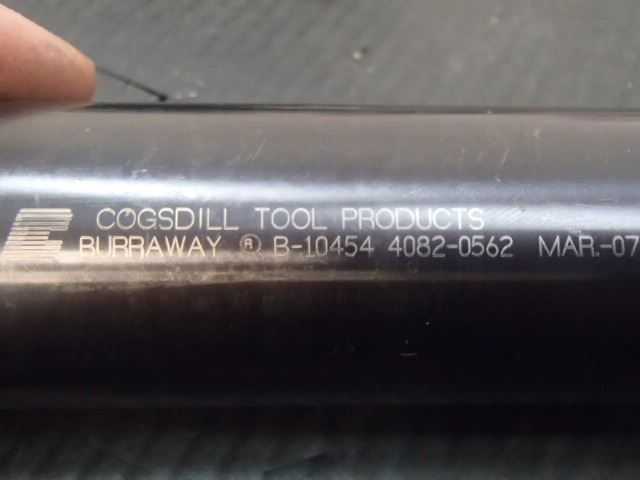 COGSDILL TOOL PRODUCTS
BURRAWAY ® B-10454 4082-0562 MAR.-07